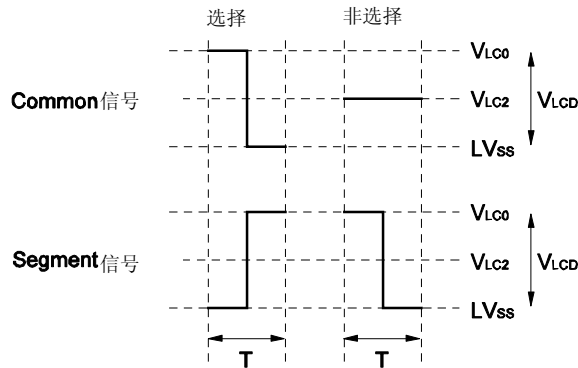 选择 非选择
VLC0
Common信号 VLC2 VLCD
LVSS
VLC0
Segment信号 VLC2 VLCD
LVSS
T T